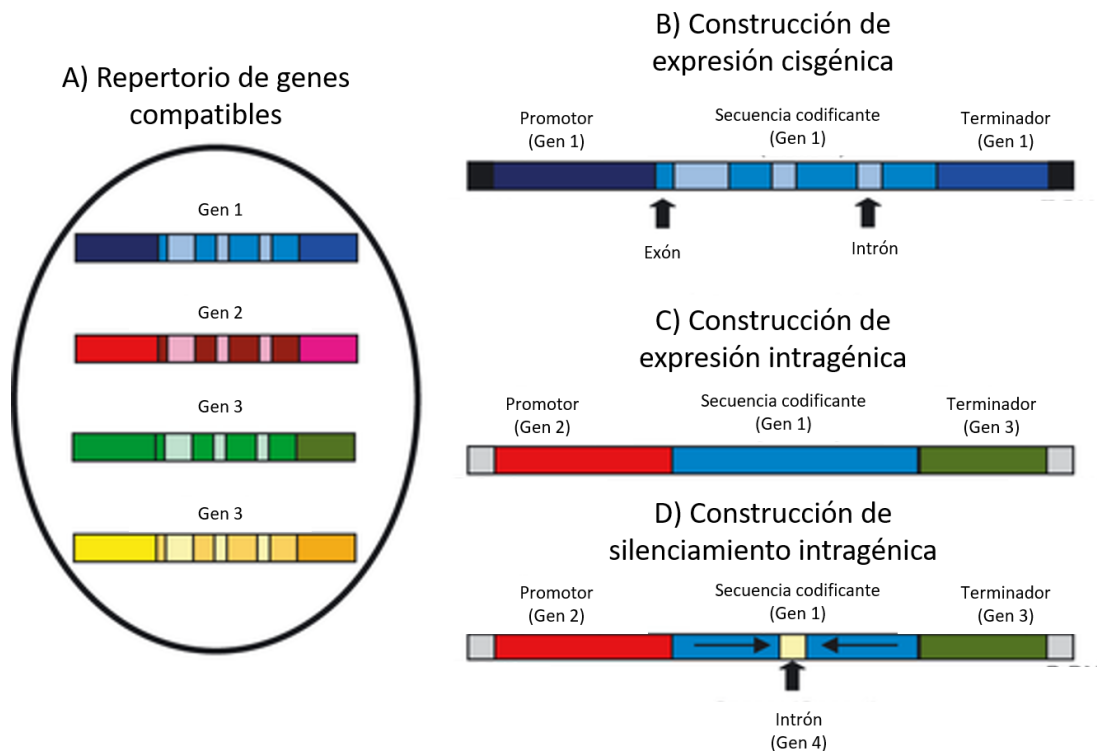 A) Repertorio de genes
compatibles
Gen 1
Gen 2
Gen 3
Gen 3
B) Construcción de
expresión cisgénica
Promotor
(Gen 1)
Secuencia codificante
(Gen 1)
Terminador
(Gen 1)
Exón
Intrón
C) Construcción de
expresión intragénica
Promotor
(Gen 2)
Secuencia codificante
(Gen 1)
Terminador
(Gen 3)
D) Construcción de
silenciamiento intragénica
Promotor
(Gen 2)
Secuencia codificante
(Gen 1)
Terminador
(Gen 3)
Intrón
(Gen 4)